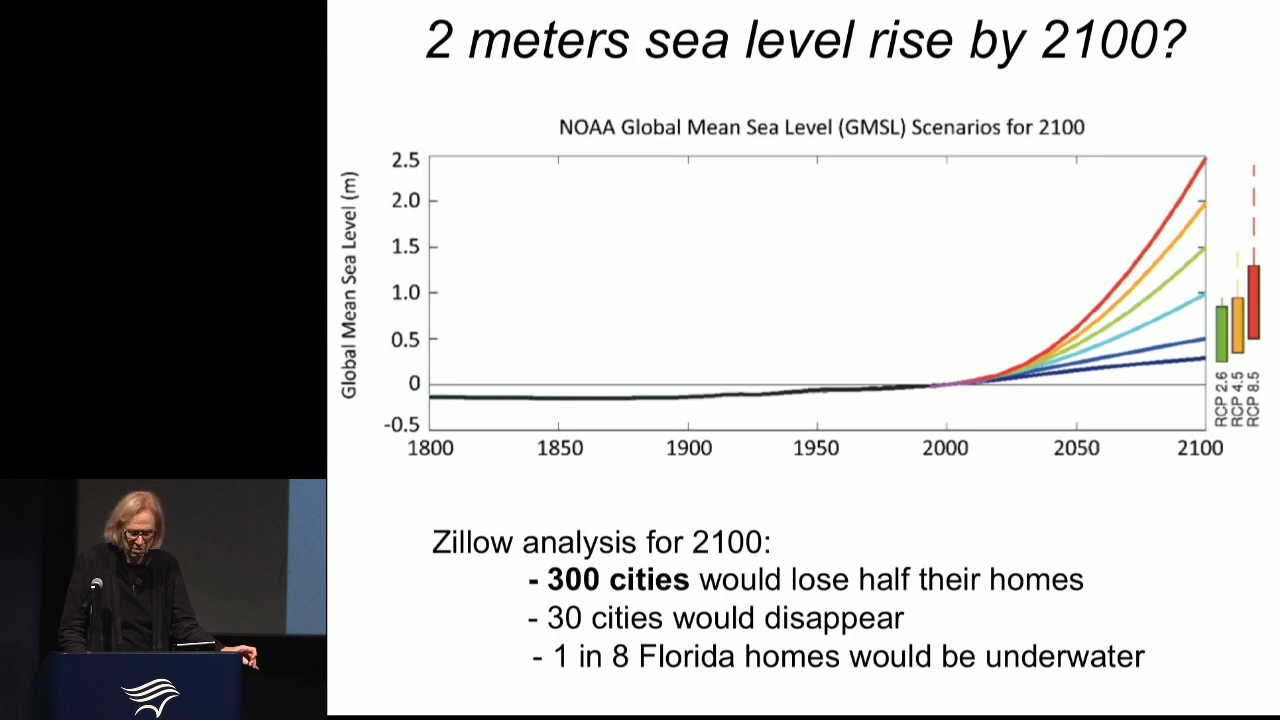 2 meters sea level rise by 2100?
NOAA Global Mean Sea Level (GMSL) Scenarios for 2100
Global Mean Sea Level (m)
2.5
2.0
1.5
1.0
0.5
0
-0.5
1800
1850
1900
1950
2000
2050
2100
RCP 2.6
RCP 4.5
RCP 8.5
Zillow analysis for 2100:
- 300 cities would lose half their homes
- 30 cities would disappear
- 1 in 8 Florida homes would be underwater